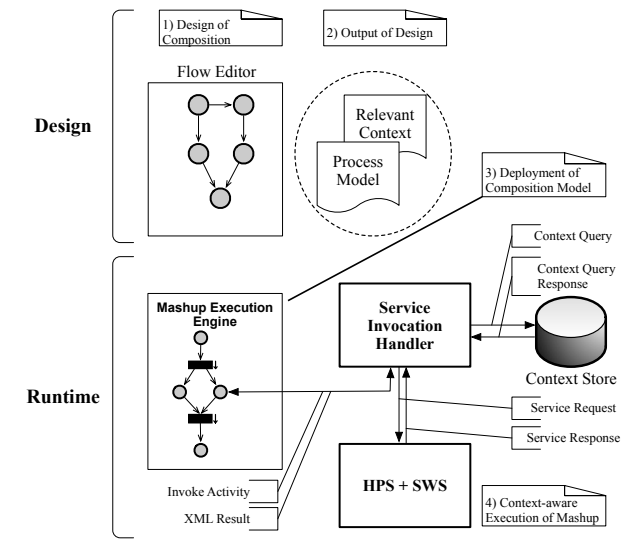 1) Design of
Composition
2) Output of Design
Flow Editor
Design
Relevant
Context
Process
Model
3) Deployment of
Composition Model
Context Query
Context Query
Response
Mashup Execution
Engine
Service
Invocation
Handler
Context Store
Runtime
Service Request
Service Response
Invoke Activity
XML Result
HPS + SWS
4) Context-aware
Execution of Mashup